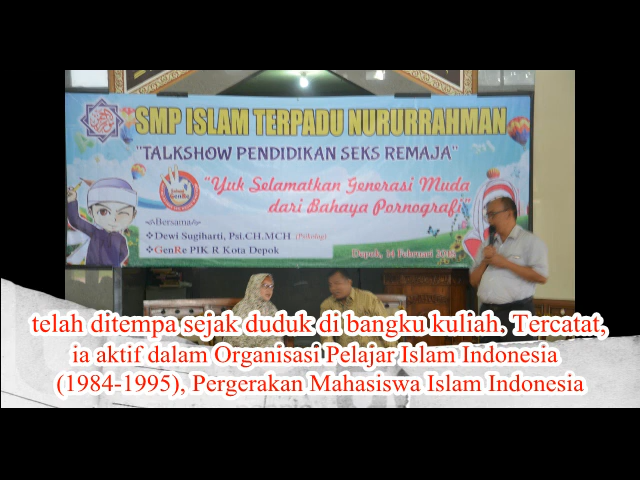 SMP ISLAM TERPADU NURURRAHMAN
"TALKSHOW PENDIDIKAN SEKS REMAJA"
"Yuk Selamatkan Generasi Muda
dari Bahaya Pornografi"
Bersama
Dewi Sugiharti, Psi.CH.MCH (Psikolog)
GenRe PIK R Kota Depok
Depok, 14 Februari
telah ditempa sejak duduk di bangku kuliah. Tercatat,
ia aktif dalam Organisasi Pelajar Islam Indonesia
(1984-1995), Pergerakan Mahasiswa Islam Indonesia